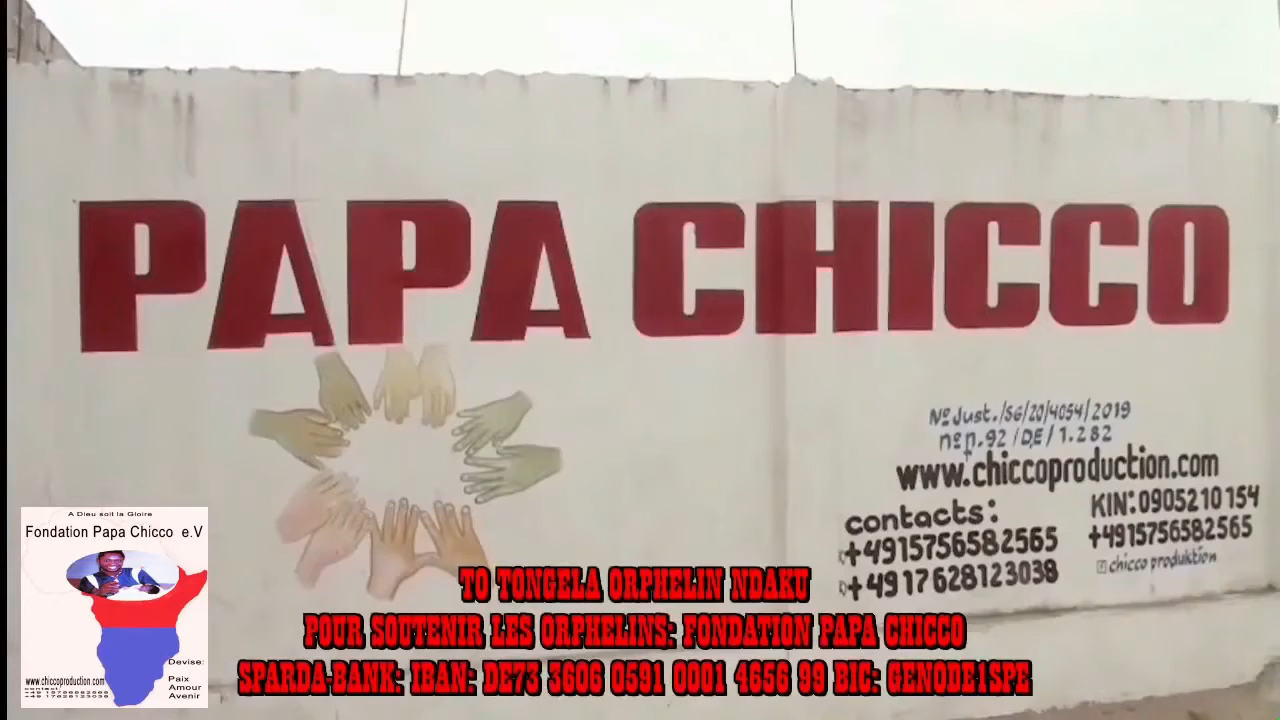 PAPA CHICCO
Nº Just./SG/20/4054/2019
nº p.92 /DE/1.282
www.chiccoproduction.com
contacts:
+4915756582565
+4917628123038
KIN:0905210154
+4915756582565
chicco produktion
A Dieu soit la Gloire
Fondation Papa Chicco e.V
Devise:
Paix
Amour
Avenir
www.chiccoproduction.com
TO TONGELA ORPHELIN NDAKU
POUR SOUTENIR LES ORPHELINS: FONDATION PAPA CHICCO
SPARDA-BANK: IBAN: DE73 3606 0591 0001 4656 99 BIC: GENODE1SPE